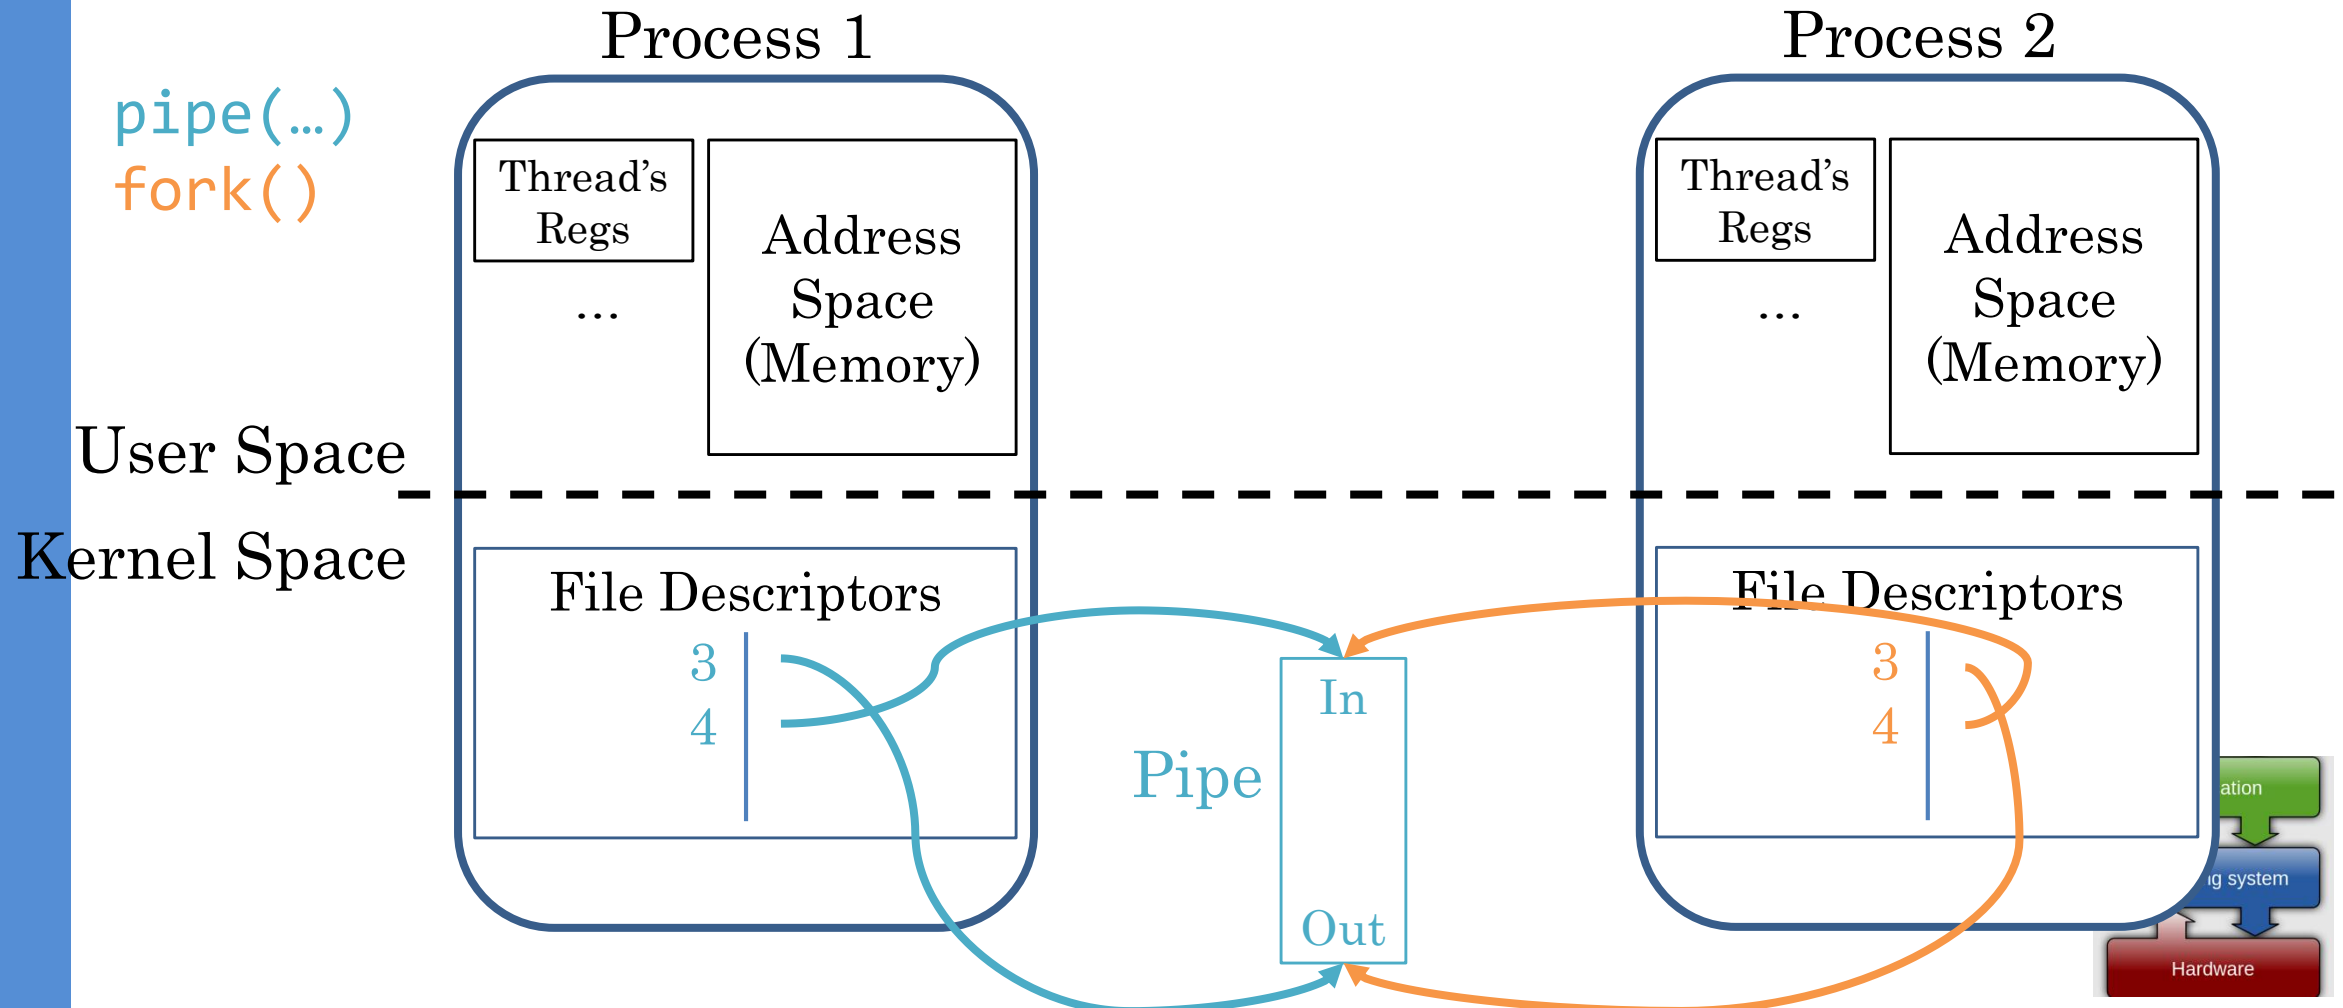 Process 1
Process 2
pipe(…)
fork()
Thread's
Regs
...
Address
Space
(Memory)
Thread's
Regs
...
Address
Space
(Memory)
User Space
Kernel Space
File Descriptors
3
4
File Descriptors
3
4
In
Pipe
Out
ation
ng system
Hardware